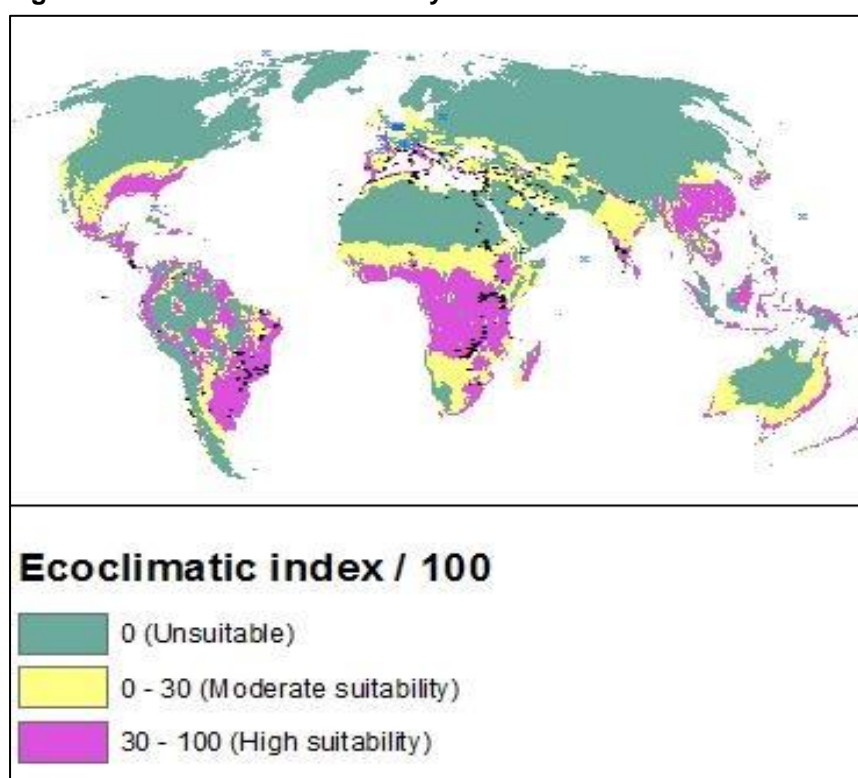 Ecoclimatic index / 100
0 (Unsuitable)
0 - 30 (Moderate suitability)
30 - 100 (High suitability)